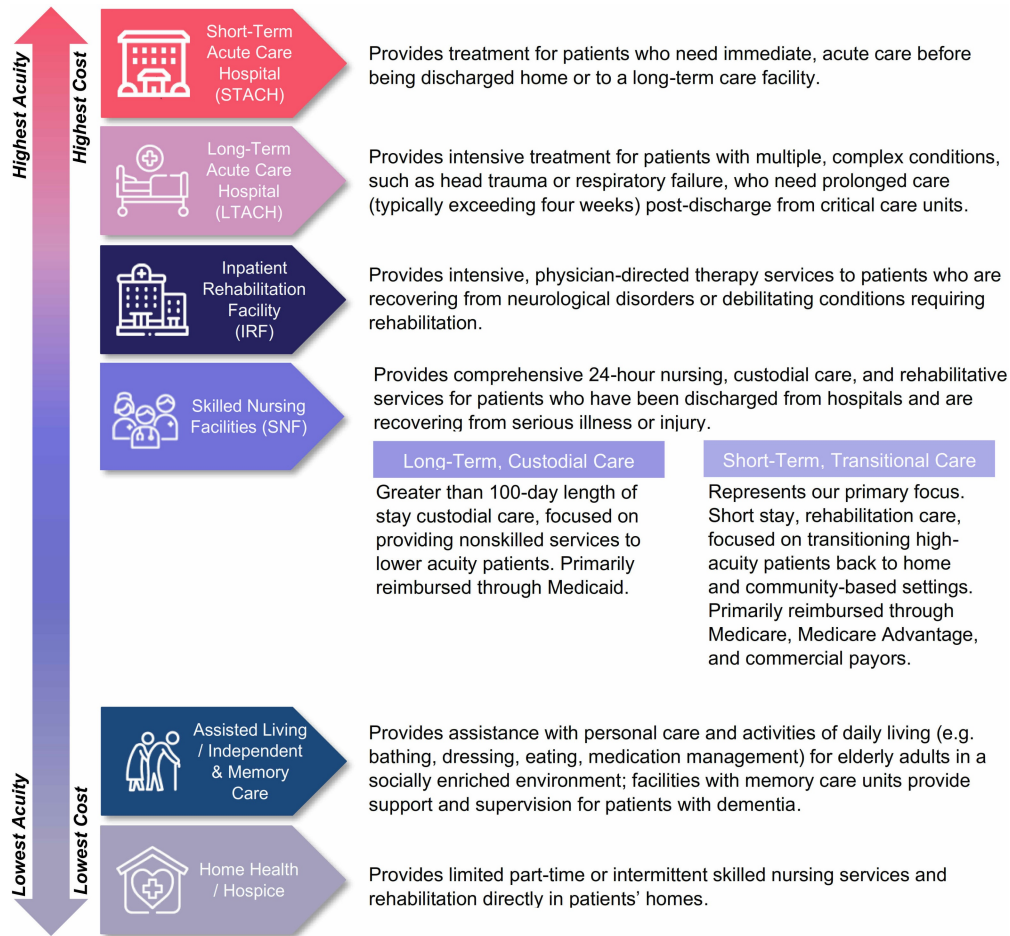 Highest Acuity
Highest Cost
Short-Term
Acute Care
Hospital
(STACH)
Provides treatment for patients who need immediate, acute care before
being discharged home or to a long-term care facility.
Long-Term
Acute Care
Hospital
(LTACH)
Provides intensive treatment for patients with multiple, complex conditions,
such as head trauma or respiratory failure, who need prolonged care
(typically exceeding four weeks) post-discharge from critical care units.
Inpatient
Rehabilitation
Facility
(IRF)
Provides intensive, physician-directed therapy services to patients who are
recovering from neurological disorders or debilitating conditions requiring
rehabilitation.
Skilled Nursing
Facilities (SNF)
Provides comprehensive 24-hour nursing, custodial care, and rehabilitative
services for patients who have been discharged from hospitals and are
recovering from serious illness or injury.
Long-Term, Custodial Care
Greater than 100-day length of
stay custodial care, focused on
providing nonskilled services to
lower acuity patients. Primarily
reimbursed through Medicaid.
Short-Term, Transitional Care
Represents our primary focus.
Short stay, rehabilitation care,
focused on transitioning high-
acuity patients back to home
and community-based settings.
Primarily reimbursed through
Medicare, Medicare Advantage,
and commercial payors.
Assisted Living
/ Independent
& Memory
Care
Provides assistance with personal care and activities of daily living (e.g.
bathing, dressing, eating, medication management) for elderly adults in a
socially enriched environment; facilities with memory care units provide
support and supervision for patients with dementia.
Lowest Acuity
Lowest Cost
Home Health
/ Hospice
Provides limited part-time or intermittent skilled nursing services and
rehabilitation directly in patients’ homes.